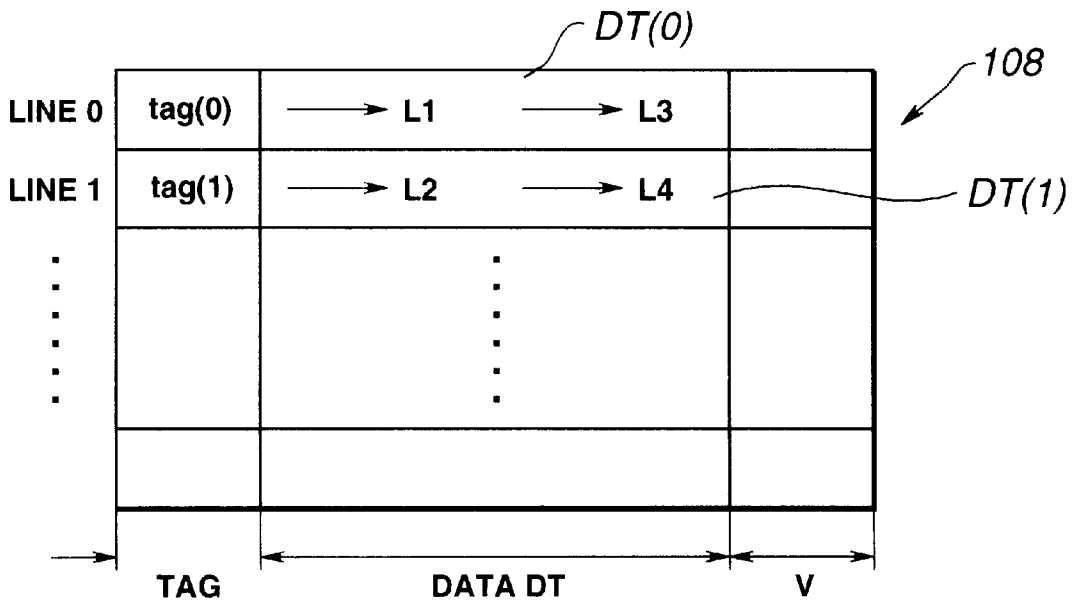 DT(0)
108
LINE 0 tag(0) L1 L3
LINE 1 tag(1) L2 L4
DT(1)
TAG DATA DT V